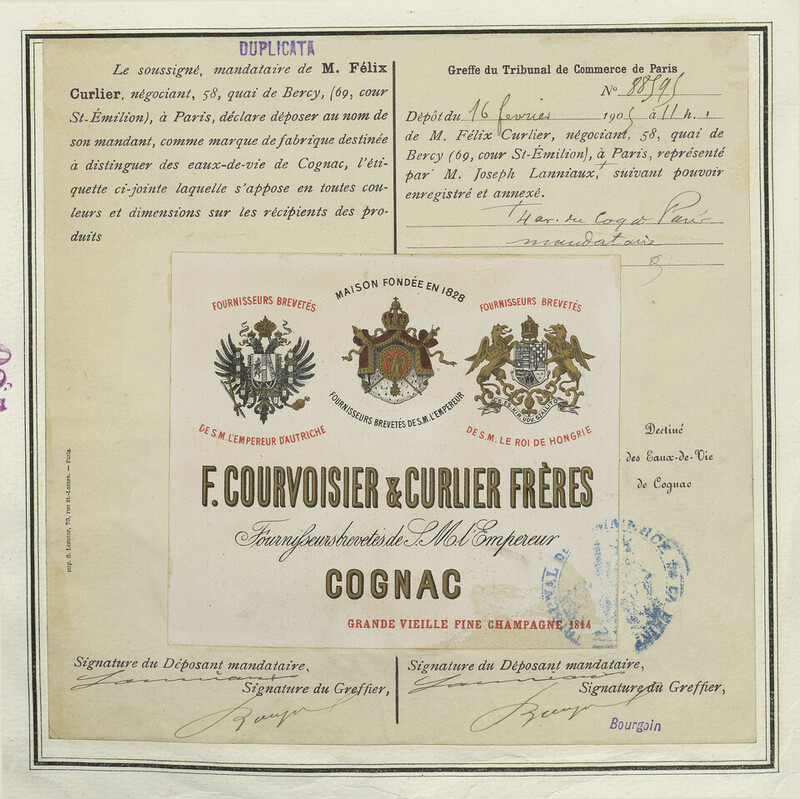 DUPLICATA
Le soussigné, mandataire de M. Félix
Curlier, négociant, 58, quai de Bercy, (69, cour
St-Émilion), à Paris, déclare déposer au nom de
son mandant, comme marque de fabrique destinée
à distinguer des eaux-de-vie de Cognac, l'éti-
quette ci-jointe laquelle s'appose en toutes cou-
leurs et dimensions sur les récipients des pro-
duits
Greffe du Tribunal de Commerce de Paris
N° 88595
Dépôt du 16 fevrier 1905 à 11 h.
de M. Félix Curlier, négociant, 58, quai de
Bercy (69, cour St-Émilion), à Paris, représenté
par M. Joseph Lanniaux, suivant pouvoir
enregistré et annexé.
mandataire
MAISON FONDÉE EN 1828
FOURNISSEURS BREVETÉS
FOURNISSEURS BREVETÉS
FOURNISSEURS BREVETÉS DE S.M. L'EMPEREUR
DE S.M. L'EMPEREUR D'AUTRICHE
DE S.M. LE ROI DE HONGRIE
F. COURVOISIER & CURLIER FRÈRES
Fournisseurs brevetés de S.M. l'Empereur
COGNAC
GRANDE VIEILLE FINE CHAMPAGNE 1814
Destiné
des Eaux-de-Vie
de Cognac
TRIBUNAL DE COMMERCE DE LA SEINE
Signature du Déposant mandataire,
Signature du Greffier,
Signature du Déposant mandataire,
Signature du Greffier,
Bourgoin